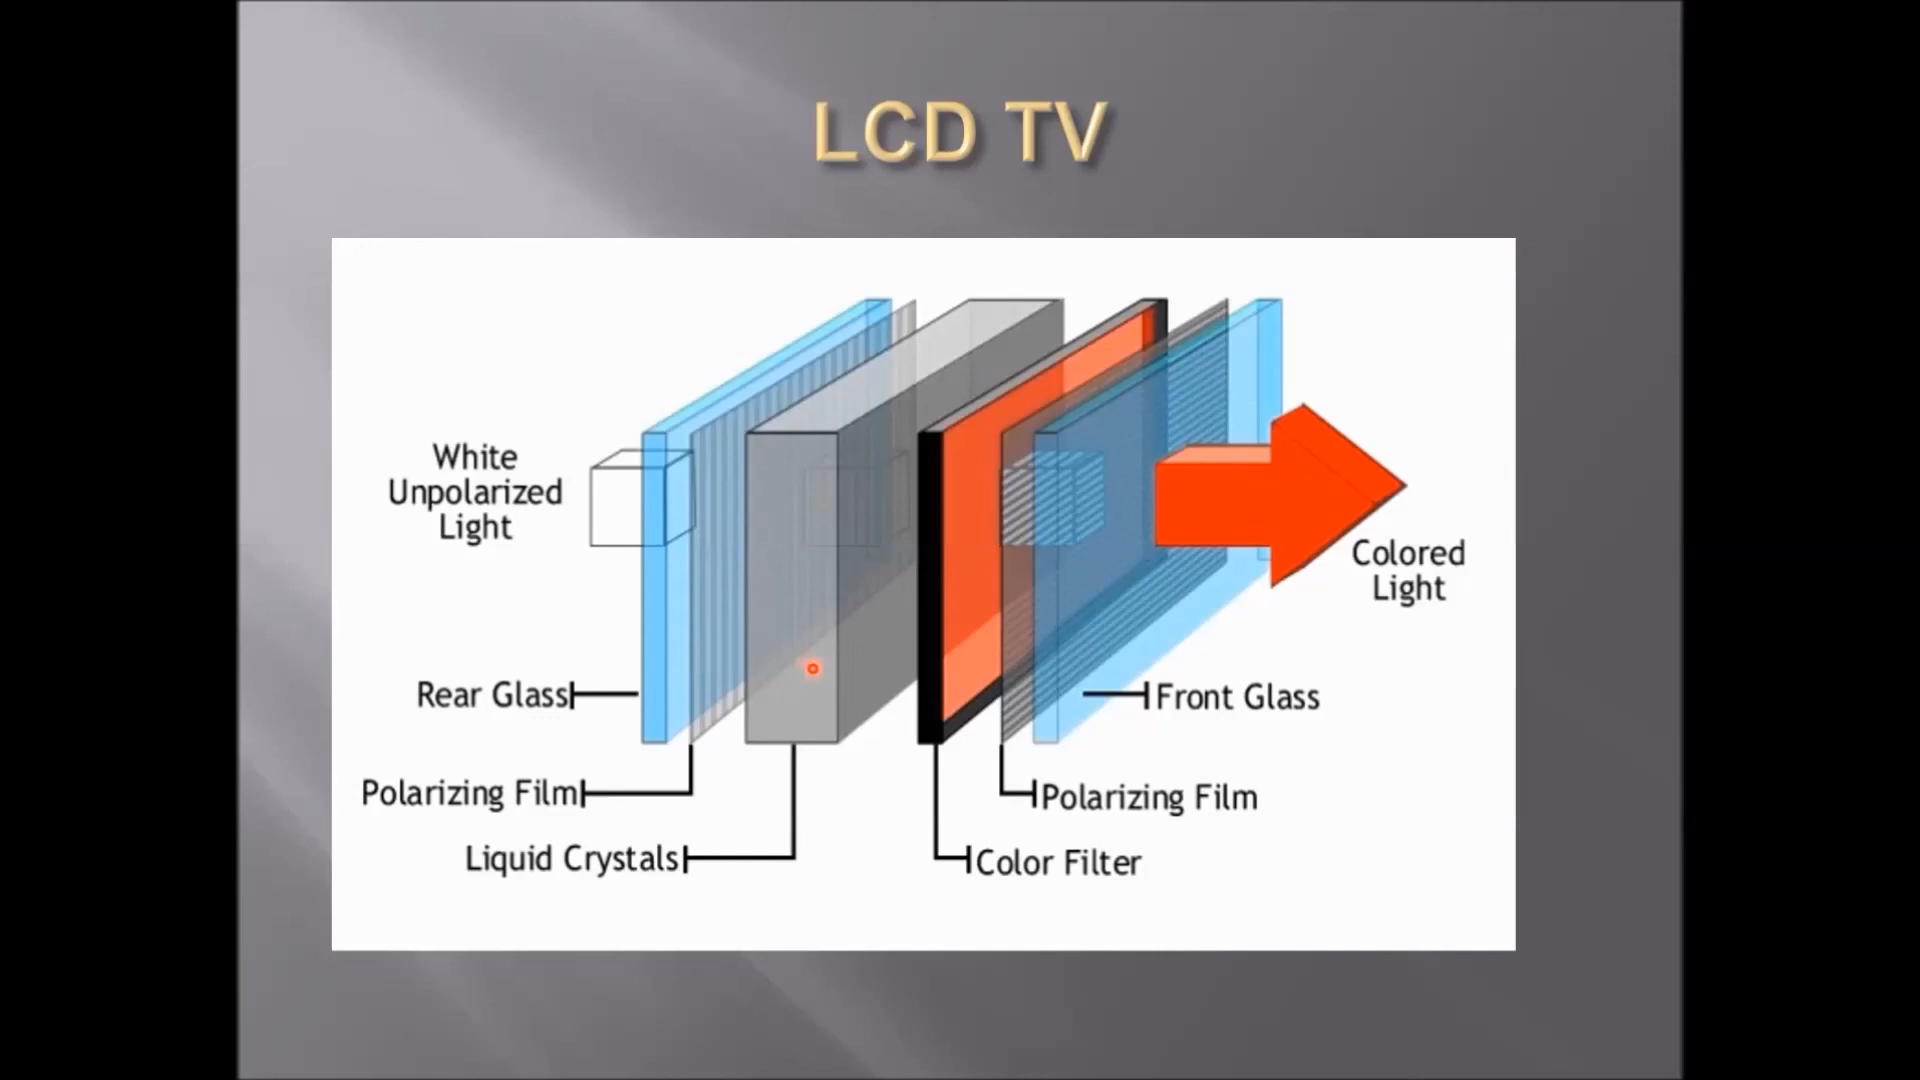 LCD TV
White
Unpolarized
Light
Colored
Light
Rear Glass
Front Glass
Polarizing Film
Polarizing Film
Liquid Crystals
Color Filter